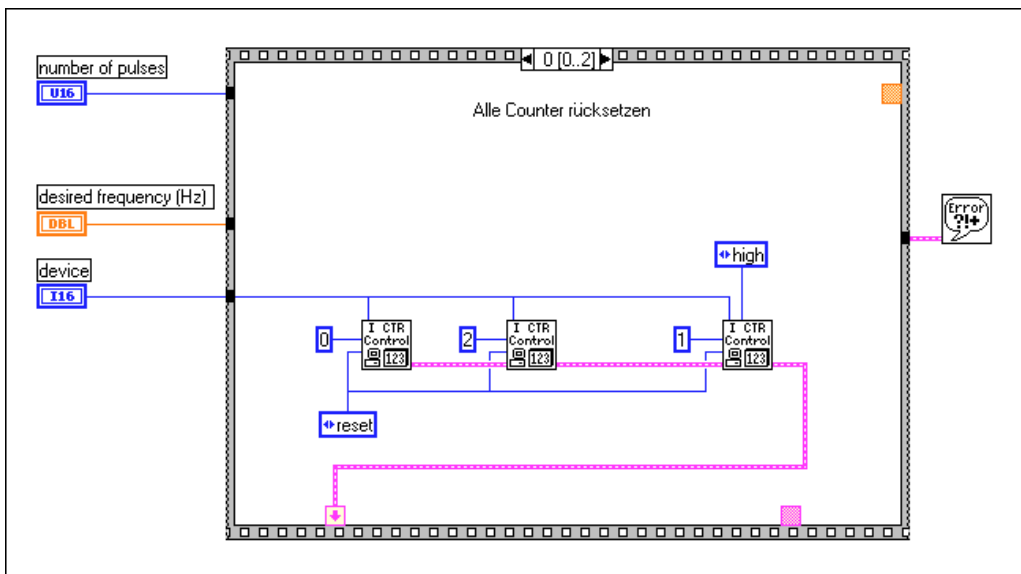 0 [0..2]
number of pulses
U16
Alle Counter rücksetzen
desired frequency (Hz)
DBL
Error
?!+
high
device
I16
0
I CTR
Control
123
2
I CTR
Control
123
1
I CTR
Control
123
reset